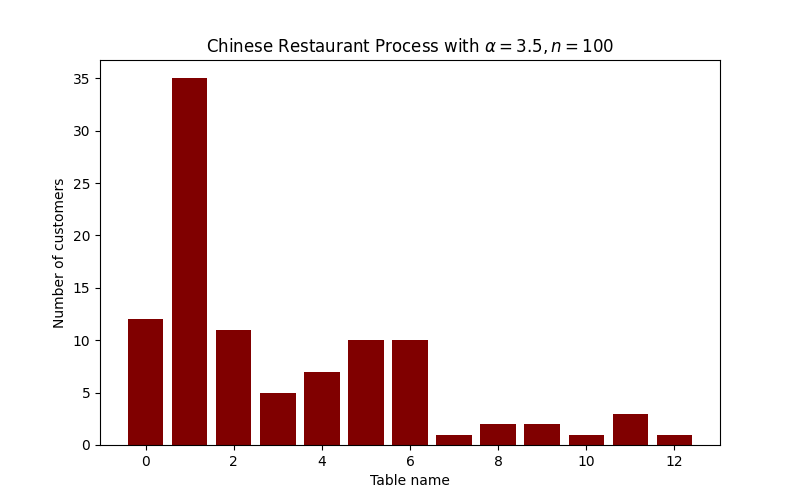 Chinese Restaurant Process with α = 3.5, n = 100
Number of customers
35
30
25
20
15
10
5
0
0 2 4 6 8 10 12
Table name